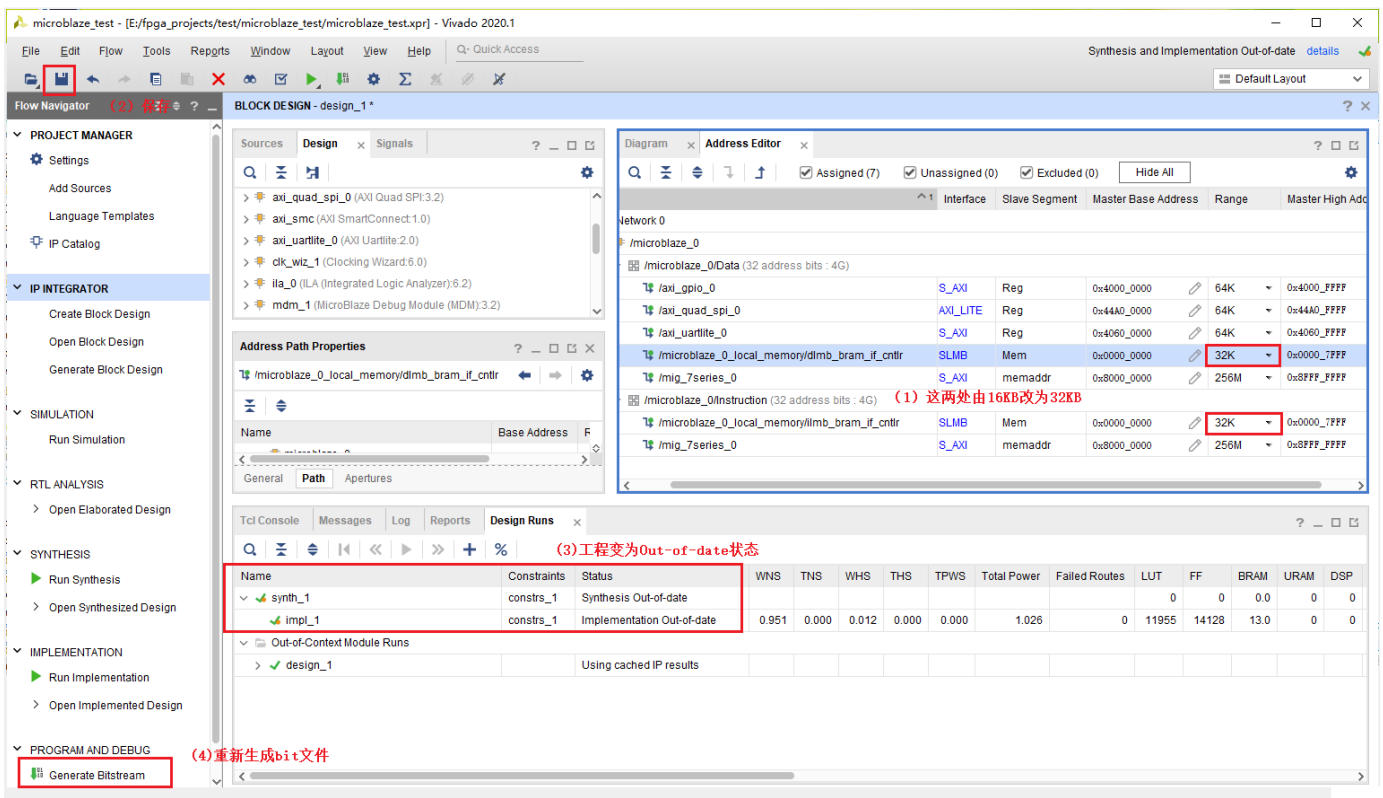 microblaze_test - [E:/fpga_projects/test/microblaze_test/microblaze_test.xpr] - Vivado 2020.1
File Edit Flow Tools Reports Window Layout View Help Q- Quick Access
Synthesis and Implementation Out-of-date details
Default Layout
Flow Navigator (2) 保存
BLOCK DESIGN - design_1 *
PROJECT MANAGER
Settings
Add Sources
Language Templates
IP Catalog
IP INTEGRATOR
Create Block Design
Open Block Design
Generate Block Design
SIMULATION
Run Simulation
RTL ANALYSIS
Open Elaborated Design
SYNTHESIS
Run Synthesis
Open Synthesized Design
IMPLEMENTATION
Run Implementation
Open Implemented Design
PROGRAM AND DEBUG
(4)重新生成bit文件
Generate Bitstream
Sources Design Signals
axi_quad_spi_0 (AXI Quad SPI:3.2)
axi_smc (AXI SmartConnect:1.0)
axi_uartlite_0 (AXI Uartlite:2.0)
clk_wiz_1 (Clocking Wizard:6.0)
ila_0 (ILA (Integrated Logic Analyzer):6.2)
mdm_1 (MicroBlaze Debug Module (MDM):3.2)
Address Path Properties
/microblaze_0_local_memory/dlmb_bram_if_cntlr
Name Base Address R
General Path Apertures
Diagram Address Editor
Assigned (7) Unassigned (0) Excluded (0) Hide All
1 Interface Slave Segment Master Base Address Range Master High Add
Network 0
/microblaze_0
/microblaze_0/Data (32 address bits : 4G)
/axi_gpio_0 S_AXI Reg 0x4000_0000 64K 0x4000_FFFF
/axi_quad_spi_0 AXI_LITE Reg 0x44A0_0000 64K 0x44A0_FFFF
/axi_uartlite_0 S_AXI Reg 0x4060_0000 64K 0x4060_FFFF
/microblaze_0_local_memory/dlmb_bram_if_cntlr SLMB Mem 0x0000_0000 32K 0x0000_7FFF
/mig_7series_0 S_AXI memaddr 0x8000_0000 256M 0x8FFF_FFFF
/microblaze_0/Instruction (32 address bits : 4G) (1) 这两处由16KB改为32KB
/microblaze_0_local_memory/ilmb_bram_if_cntlr SLMB Mem 0x0000_0000 32K 0x0000_7FFF
/mig_7series_0 S_AXI memaddr 0x8000_0000 256M 0x8FFF_FFFF
Tcl Console Messages Log Reports Design Runs
(3)工程变为Out-of-date状态
Name Constraints Status WNS TNS WHS THS TPWS Total Power Failed Routes LUT FF BRAM URAM DSP
synth_1 constrs_1 Synthesis Out-of-date 0 0 0.0 0 0
impl_1 constrs_1 Implementation Out-of-date 0.951 0.000 0.012 0.000 0.000 1.026 0 11955 14128 13.0 0 0
Out-of-Context Module Runs
design_1 Using cached IP results